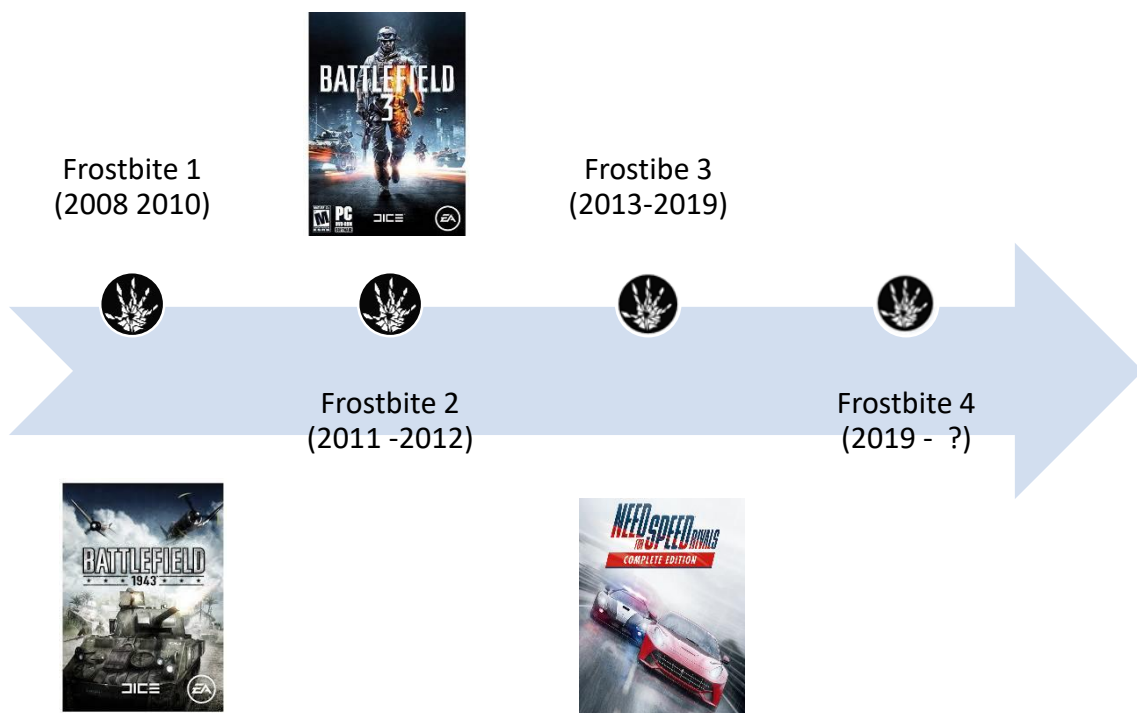 BATTLEFIELD
3
M
PC
DICE
EA
Frostbite 1
(2008 2010)
Frostibe 3
(2013-2019)
Frostbite 2
(2011 -2012)
Frostbite 4
(2019 - ?)
BATTLEFIELD
1943
DICE
EA
NEED
FOR SPEED RIVALS
COMPLETE EDITION